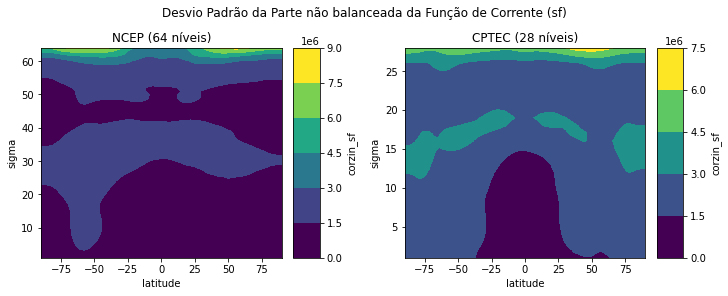 Desvio Padrão da Parte não balanceada da Função de Corrente (sf)
NCEP (64 níveis)
1e6
60
50
40
30
20
10
sigma
−75 −50 −25 0 25 50 75
latitude
9.0
7.5
6.0
4.5
3.0
1.5
0.0
corzin_sf
CPTEC (28 níveis)
1e6
25
20
15
10
5
sigma
−75 −50 −25 0 25 50 75
latitude
7.5
6.0
4.5
3.0
1.5
0.0
corzin_sf